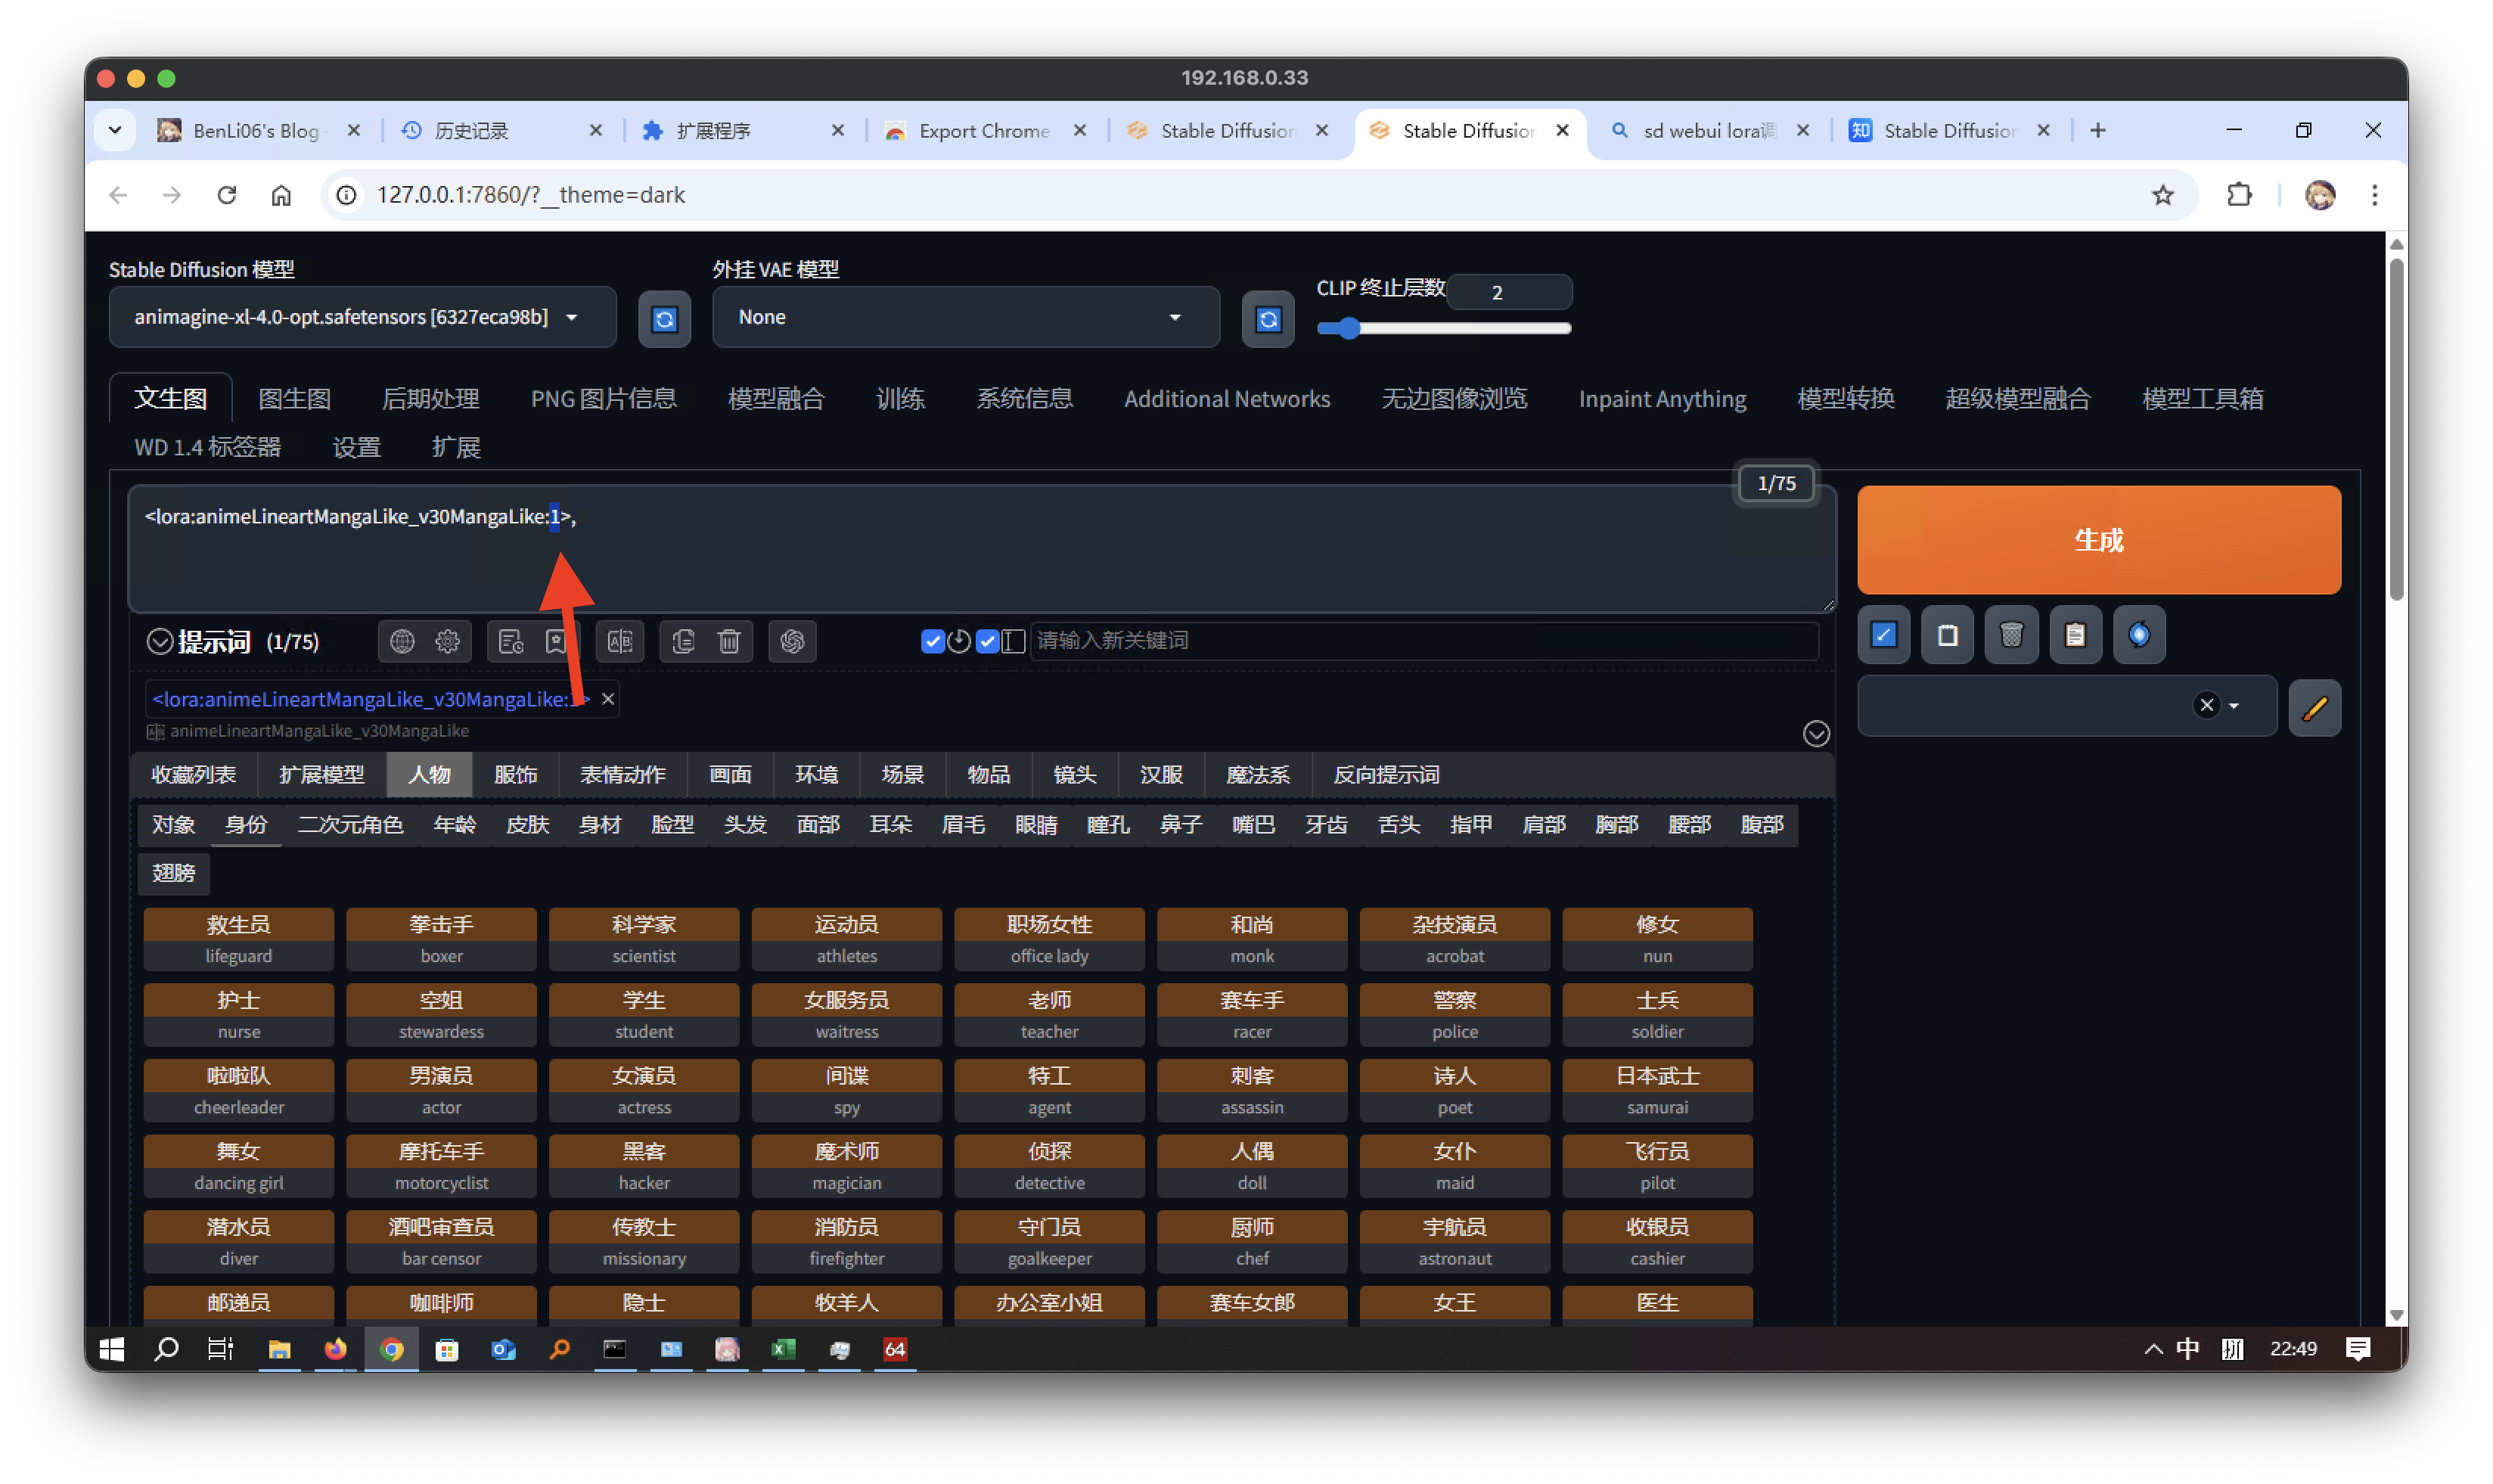 192.168.0.33
BenLi06's Blog
历史记录
扩展程序
Export Chrome
Stable Diffusion
Stable Diffusion
sd webui lora调
Stable Diffusion
127.0.0.1:7860/?__theme=dark
Stable Diffusion 模型
外挂 VAE 模型
CLIP 终止层数
2
animagine-xl-4.0-opt.safetensors [6327eca98b]
None
文生图 图生图 后期处理 PNG 图片信息 模型融合 训练 系统信息 Additional Networks 无边图像浏览 Inpaint Anything 模型转换 超级模型融合 模型工具箱
WD 1.4 标签器 设置 扩展
1/75
<lora:animeLineartMangaLike_v30MangaLike:1>,
生成
提示词 (1/75)
请输入新关键词
<lora:animeLineartMangaLike_v30MangaLike:1>
animeLineartMangaLike_v30MangaLike
收藏列表 扩展模型 人物 服饰 表情动作 画面 环境 场景 物品 镜头 汉服 魔法系 反向提示词
对象 身份 二次元角色 年龄 皮肤 身材 脸型 头发 面部 耳朵 眉毛 眼睛 瞳孔 鼻子 嘴巴 牙齿 舌头 指甲 肩部 胸部 腰部 腹部
翅膀
救生员 拳击手 科学家 运动员 职场女性 和尚 杂技演员 修女
lifeguard boxer scientist athletes office lady monk acrobat nun
护士 空姐 学生 女服务员 老师 赛车手 警察 士兵
nurse stewardess student waitress teacher racer police soldier
啦啦队 男演员 女演员 间谍 特工 刺客 诗人 日本武士
cheerleader actor actress spy agent assassin poet samurai
舞女 摩托车手 黑客 魔术师 侦探 人偶 女仆 飞行员
dancing girl motorcyclist hacker magician detective doll maid pilot
潜水员 酒吧审查员 传教士 消防员 守门员 厨师 宇航员 收银员
diver bar censor missionary firefighter goalkeeper chef astronaut cashier
邮递员 咖啡师 隐士 牧羊人 办公室小姐 赛车女郎 女王 医生
64
中
拼
22:49